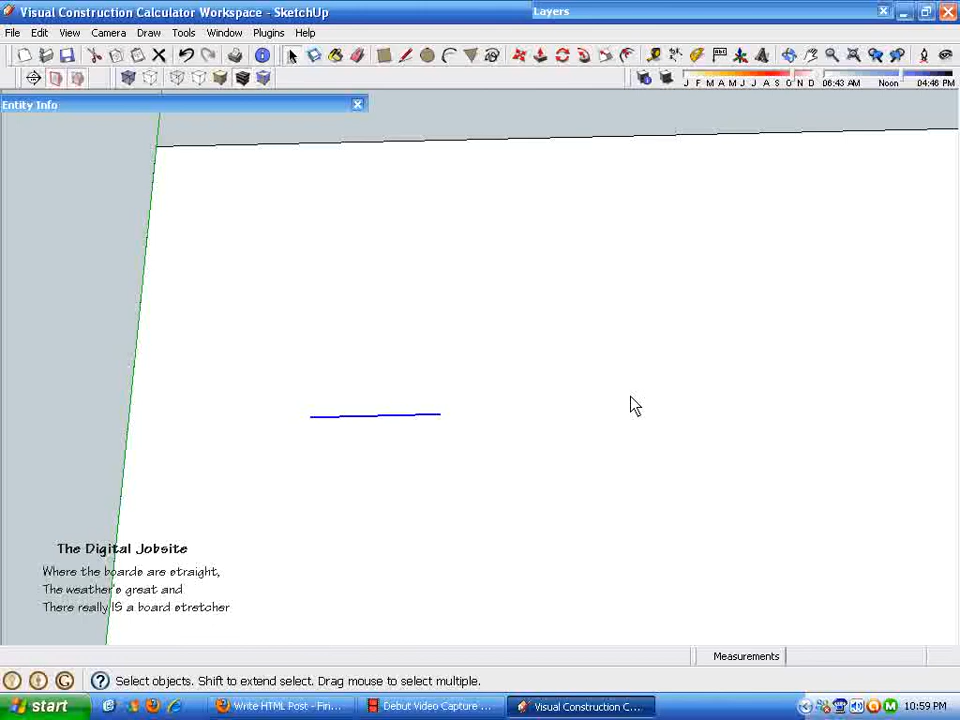 Visual Construction Calculator Workspace - SketchUp
Layers
File Edit View Camera Draw Tools Window Plugins Help
J F M A M J J A S O N D 06:43 AM Noon 04:46 PM
Entity Info
The Digital Jobsite
Where the boards are straight,
The weather's great and
There really IS a board stretcher
Measurements
Select objects. Shift to extend select. Drag mouse to select multiple.
start Write HTML Post - Firi... Debut Video Capture ... Visual Construction C... 10:59 PM